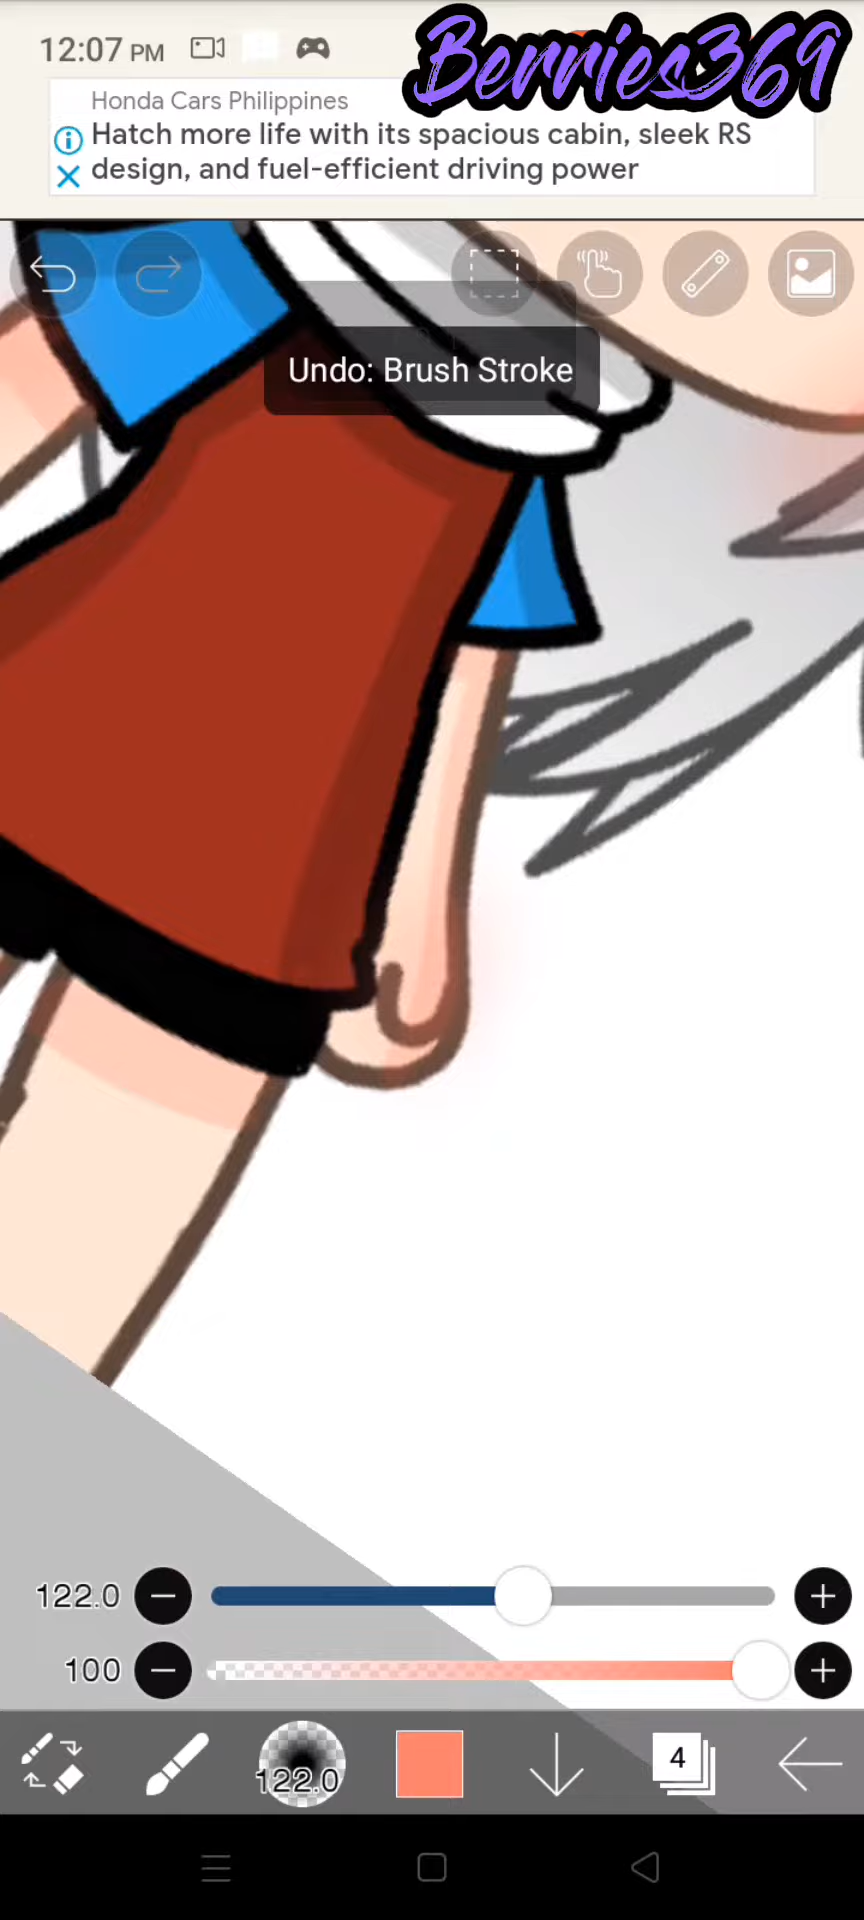 12:07 PM
Berries369
Honda Cars Philippines
Hatch more life with its spacious cabin, sleek RS
design, and fuel-efficient driving power
Undo: Brush Stroke
122.0
100
122.0
4